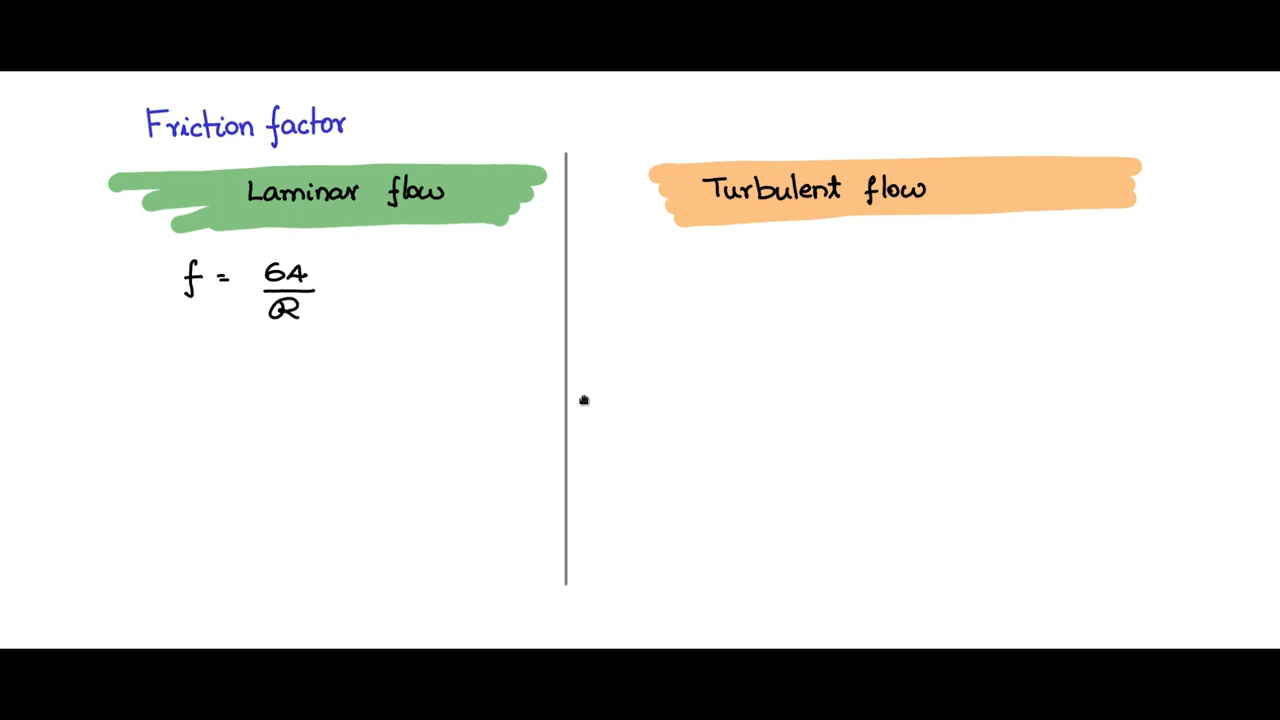 Friction factor
Laminar flow
Turbulent flow
f = 64
R